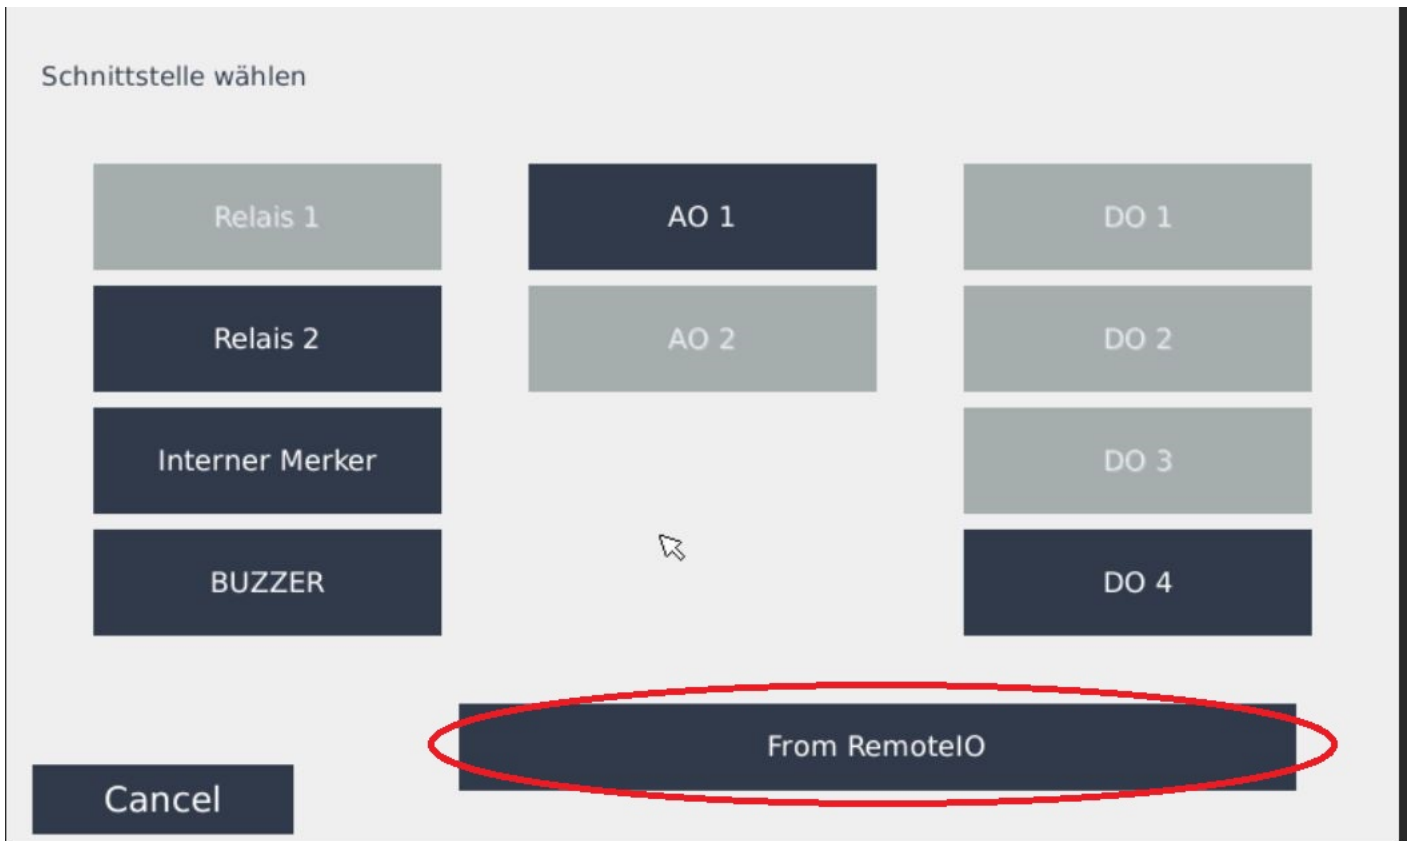 Schnittstelle wählen
Relais 1
AO 1
DO 1
Relais 2
AO 2
DO 2
Interner Merker
DO 3
BUZZER
DO 4
From RemoteIO
Cancel